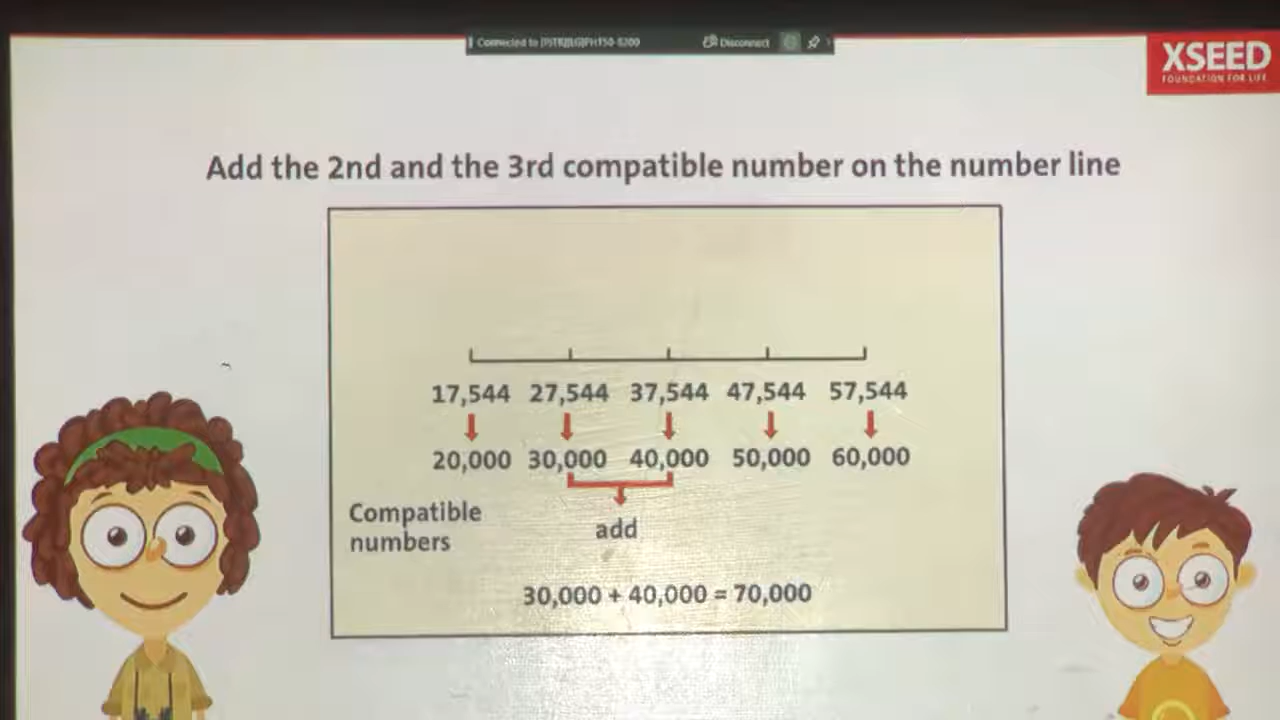 Disconnect
XSEED
FOUNDATION FOR LIFE
Add the 2nd and the 3rd compatible number on the number line
17,544 27,544 37,544 47,544 57,544
20,000 30,000 40,000 50,000 60,000
Compatible
numbers
add
30,000 + 40,000 = 70,000